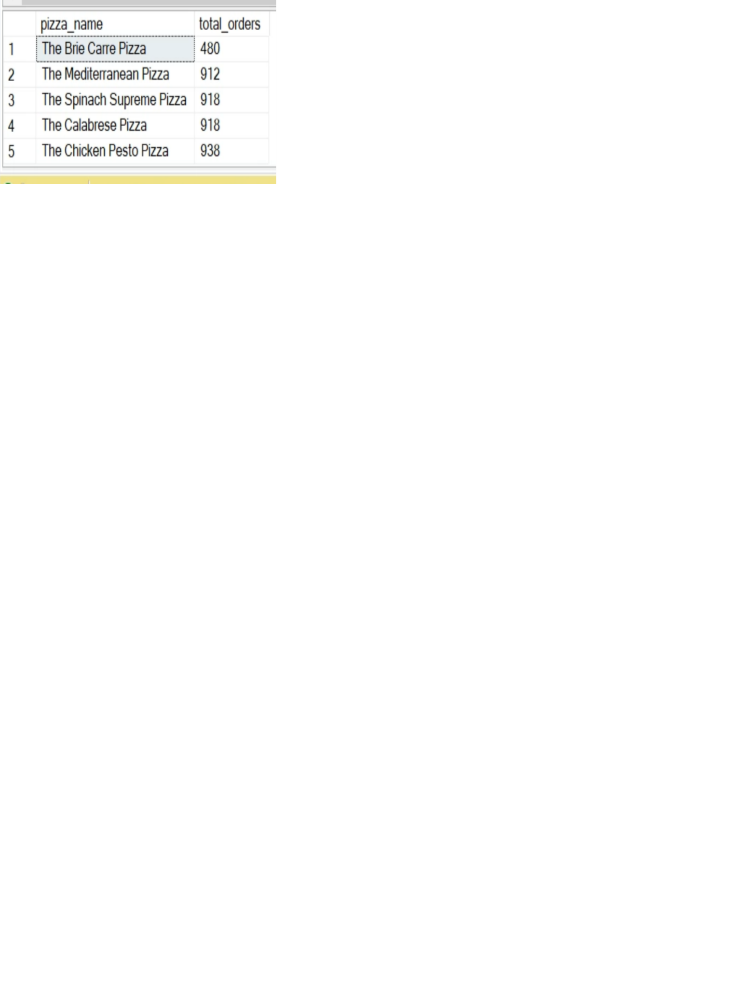 pizza_name total_orders
1 The Brie Carre Pizza 480
2 The Mediterranean Pizza 912
3 The Spinach Supreme Pizza 918
4 The Calabrese Pizza 918
5 The Chicken Pesto Pizza 938